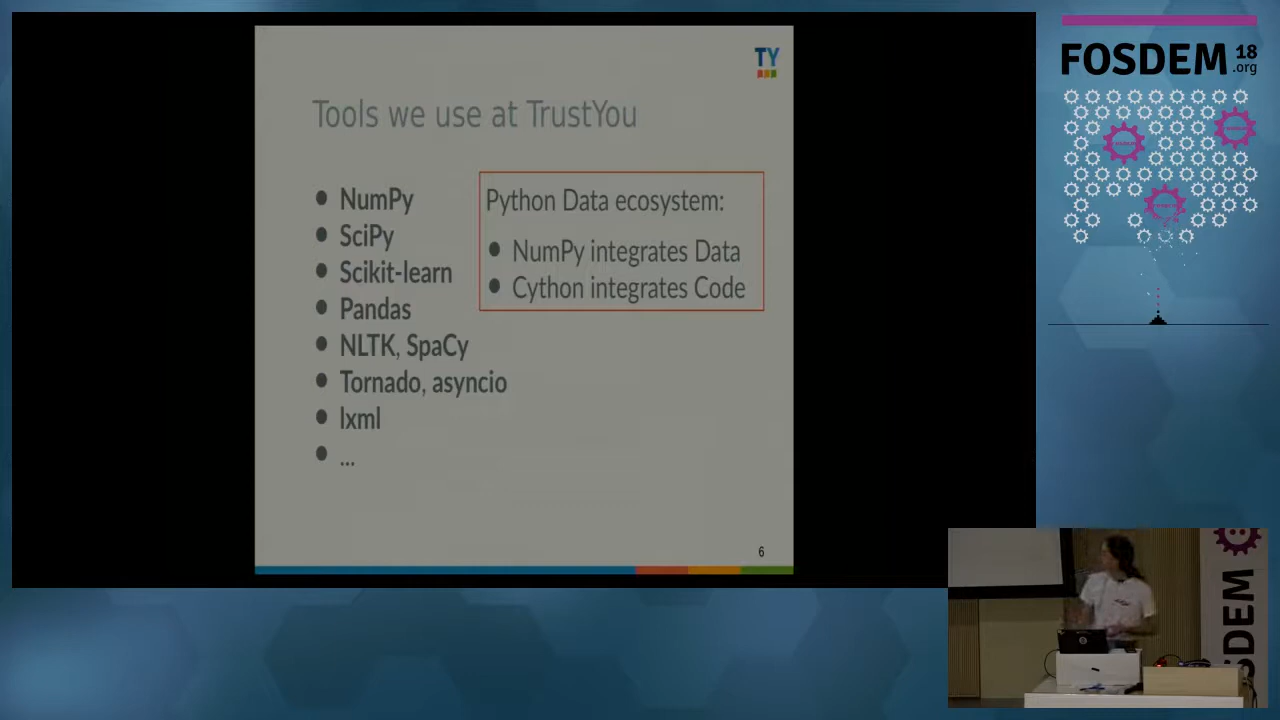 TY
Tools we use at TrustYou
NumPy
SciPy
Scikit-learn
Pandas
NLTK, SpaCy
Tornado, asyncio
lxml
...
Python Data ecosystem:
NumPy integrates Data
Cython integrates Code
6
FOSDEM 18
.org
SDEM